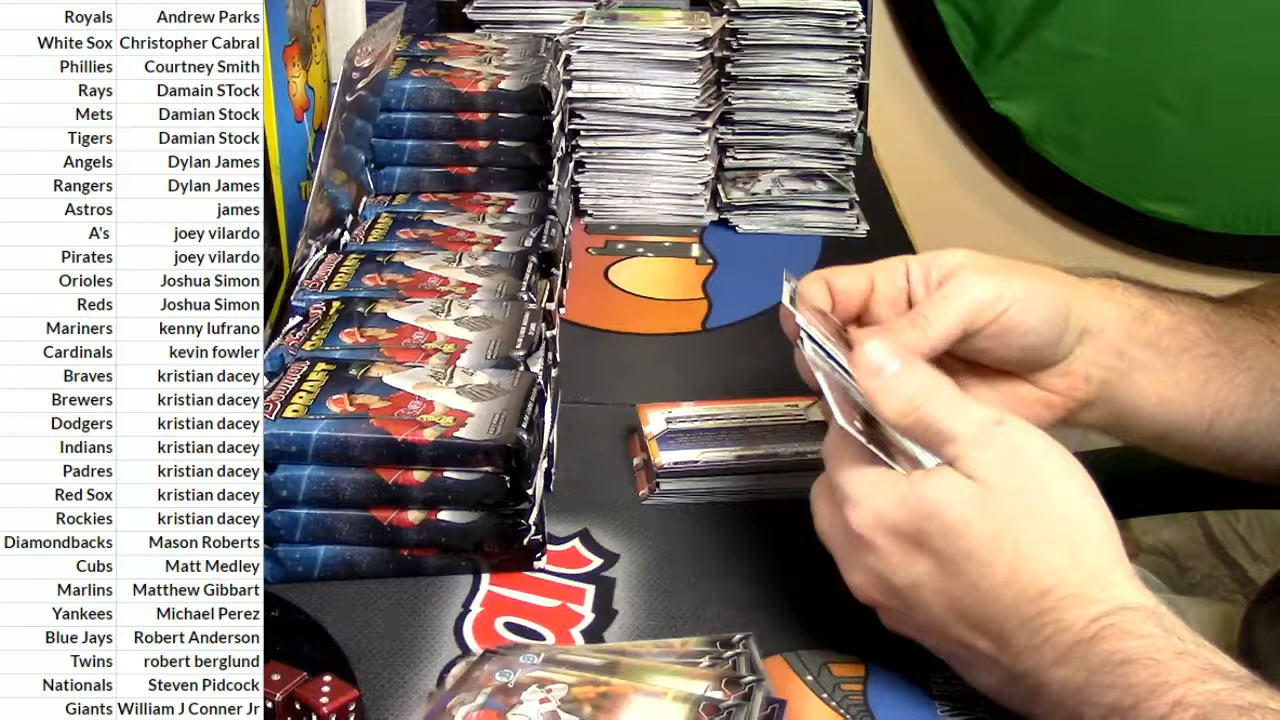 Royals Andrew Parks
White Sox Christopher Cabral
Phillies Courtney Smith
Rays Damain STock
Mets Damian Stock
Tigers Damian Stock
Angels Dylan James
Rangers Dylan James
Astros james
A's joey vilardo
Pirates joey vilardo
Orioles Joshua Simon
Reds Joshua Simon
Mariners kenny lufrano
Cardinals kevin fowler
Braves kristian dacey
Brewers kristian dacey
Dodgers kristian dacey
Indians kristian dacey
Padres kristian dacey
Red Sox kristian dacey
Rockies kristian dacey
Diamondbacks Mason Roberts
Cubs Matt Medley
Marlins Matthew Gibbart
Yankees Michael Perez
Blue Jays Robert Anderson
Twins robert berglund
Nationals Steven Pidcock
Giants William J Conner Jr
BOWMAN
DRAFT
BOWMAN
DRAFT